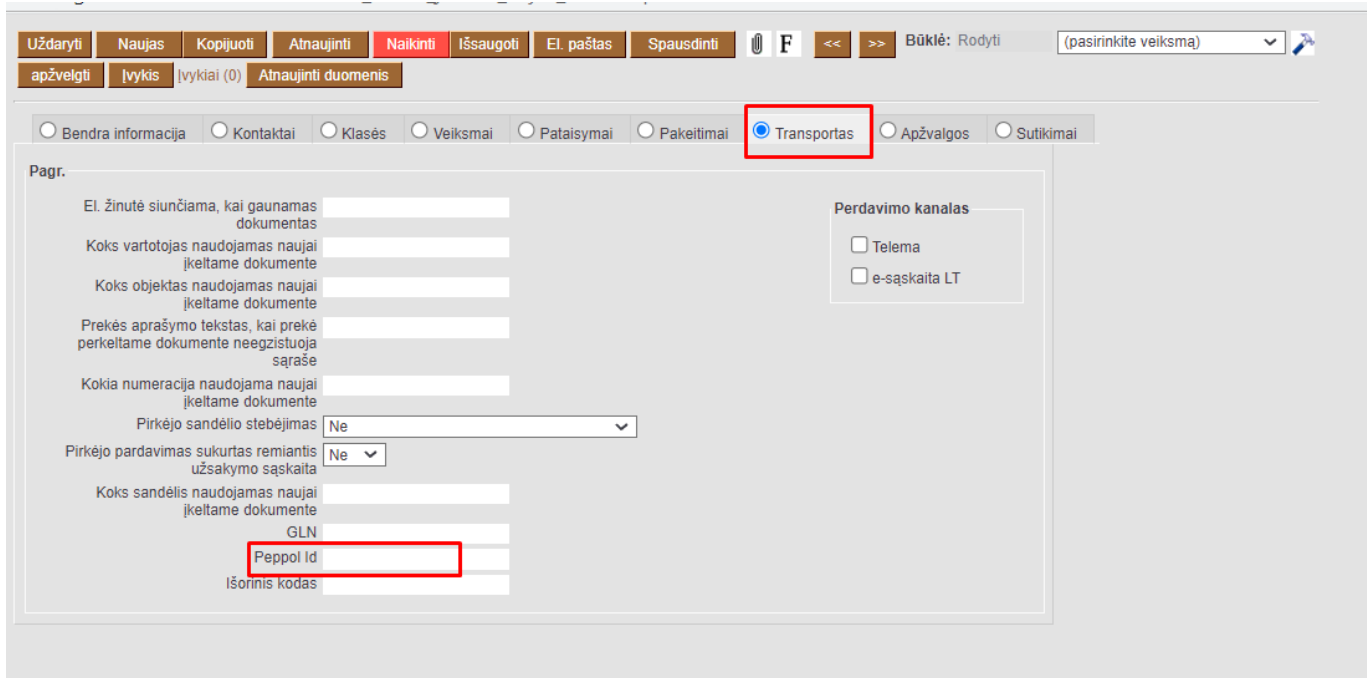 Uždaryti Naujas Kopijuoti Atnaujinti Naikinti Išsaugoti El. paštas Spausdinti F << >> Būklė: Rodyti (pasirinkite veiksmą)
apžvelgti Įvykis Įvykiai (0) Atnaujinti duomenis
Bendra informacija Kontaktai Klasės Veiksmai Pataisymai Pakeitimai Transportas Apžvalgos Sutikimai
Pagr.
El. žinutė siunčiama, kai gaunamas
dokumentas
Koks vartotojas naudojamas naujai
įkeltame dokumente
Koks objektas naudojamas naujai
įkeltame dokumente
Prekės aprašymo tekstas, kai prekė
perkeltame dokumente neegzistuoja
sąraše
Kokia numeracija naudojama naujai
įkeltame dokumente
Pirkėjo sandėlio stebėjimas Ne
Pirkėjo pardavimas sukurtas remiantis
užsakymo sąskaita Ne
Koks sandėlis naudojamas naujai
įkeltame dokumente
GLN
Peppol Id
Išorinis kodas
Perdavimo kanalas
Telema
e-sąskaita LT